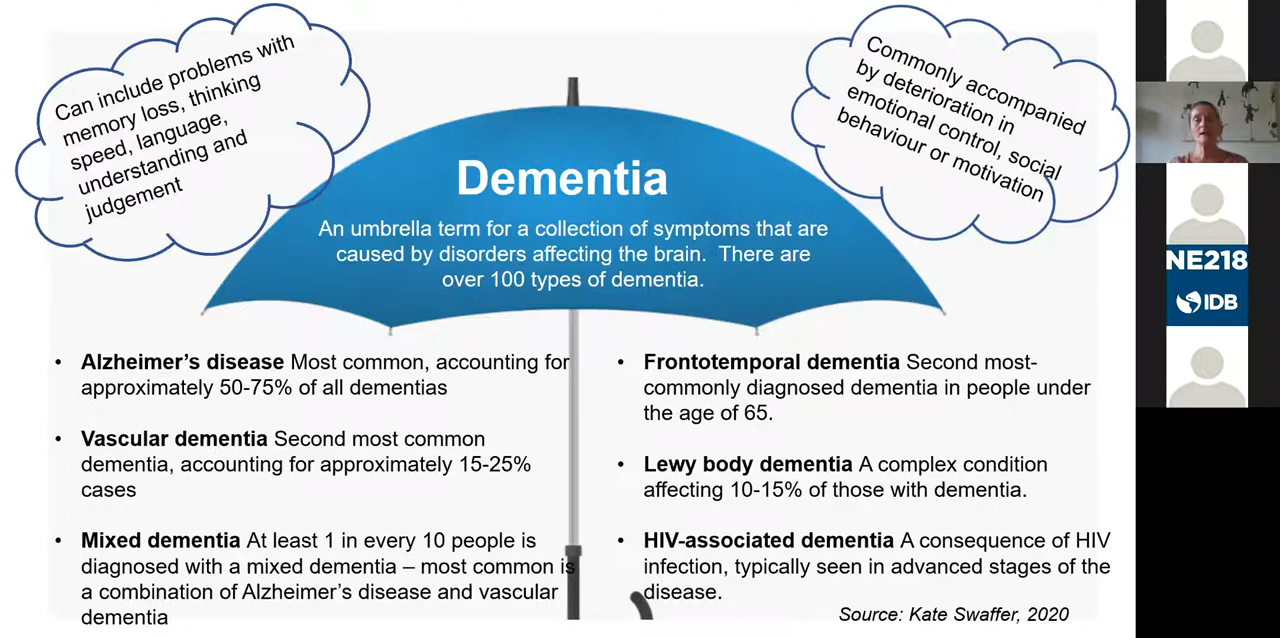 Can include problems with
memory loss, thinking
speed, language,
understanding and
judgement
Commonly accompanied
by deterioration in
emotional control, social
behaviour or motivation
Dementia
An umbrella term for a collection of symptoms that are
caused by disorders affecting the brain.  There are
over 100 types of dementia.
• Alzheimer’s disease Most common, accounting for
approximately 50-75% of all dementias
• Vascular dementia Second most common
dementia, accounting for approximately 15-25%
cases
• Mixed dementia At least 1 in every 10 people is
diagnosed with a mixed dementia – most common is
a combination of Alzheimer’s disease and vascular
dementia
• Frontotemporal dementia Second most-
commonly diagnosed dementia in people under
the age of 65.
• Lewy body dementia A complex condition
affecting 10-15% of those with dementia.
• HIV-associated dementia A consequence of HIV
infection, typically seen in advanced stages of the
disease.
Source: Kate Swaffer, 2020
NE218
IDB